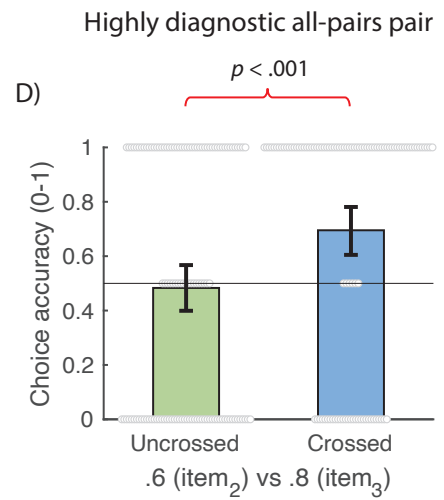 Highly diagnostic all-pairs pair
p < .001
D)
Choice accuracy (0-1)
1
0.8
0.6
0.4
0.2
0
Uncrossed Crossed
.6 (item₂) vs .8 (item₃)